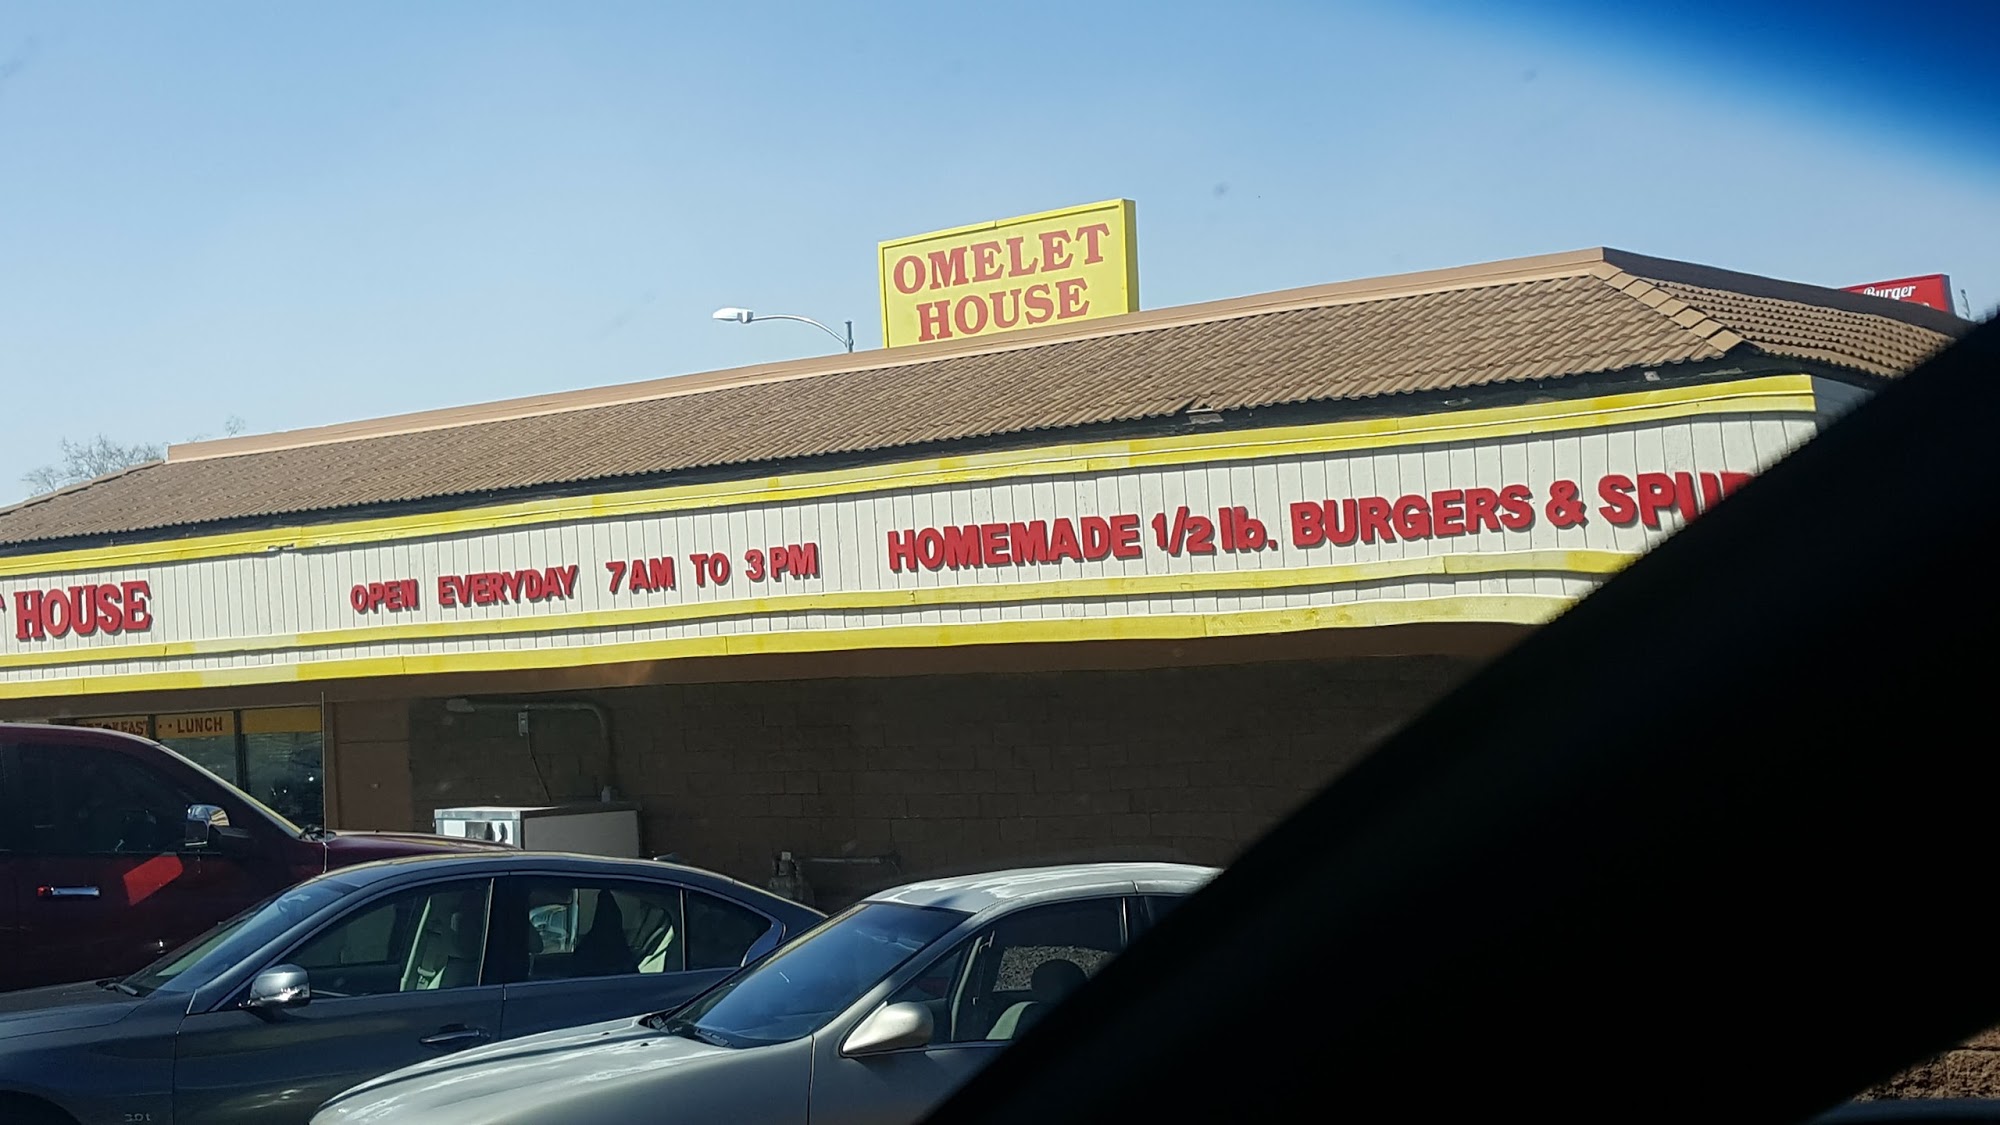 OMELET
HOUSE
Burger
HOUSE
OPEN EVERYDAY 7AM TO 3PM
HOMEMADE 1/2 lb. BURGERS &
LUNCH